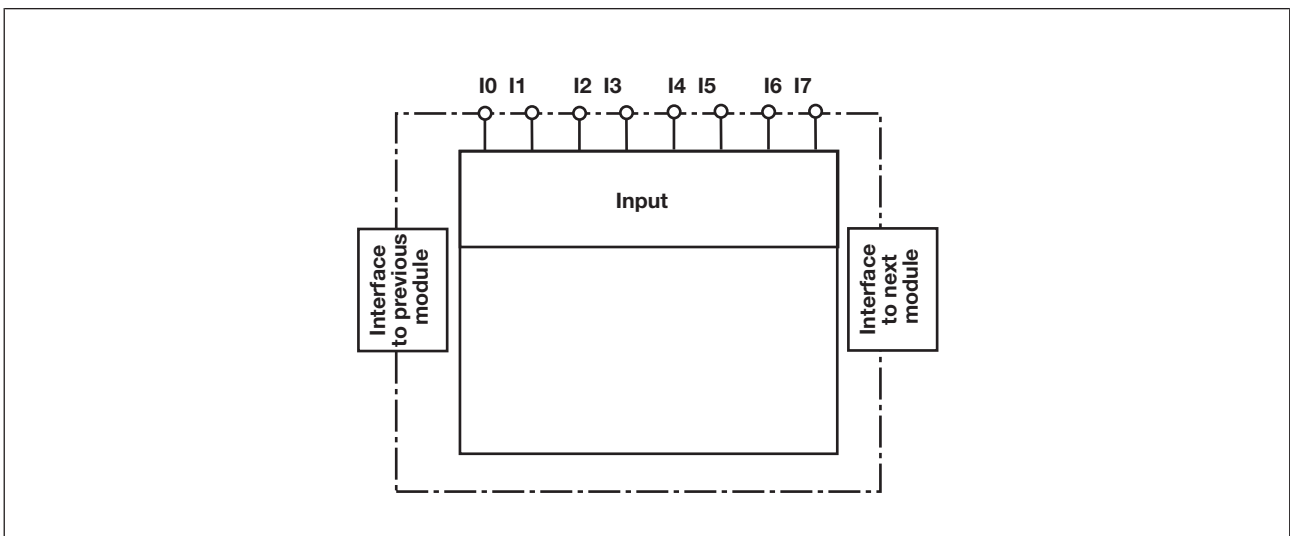 I0 I1 I2 I3 I4 I5 I6 I7
Input
Interface
to previous
module
Interface
to next
module